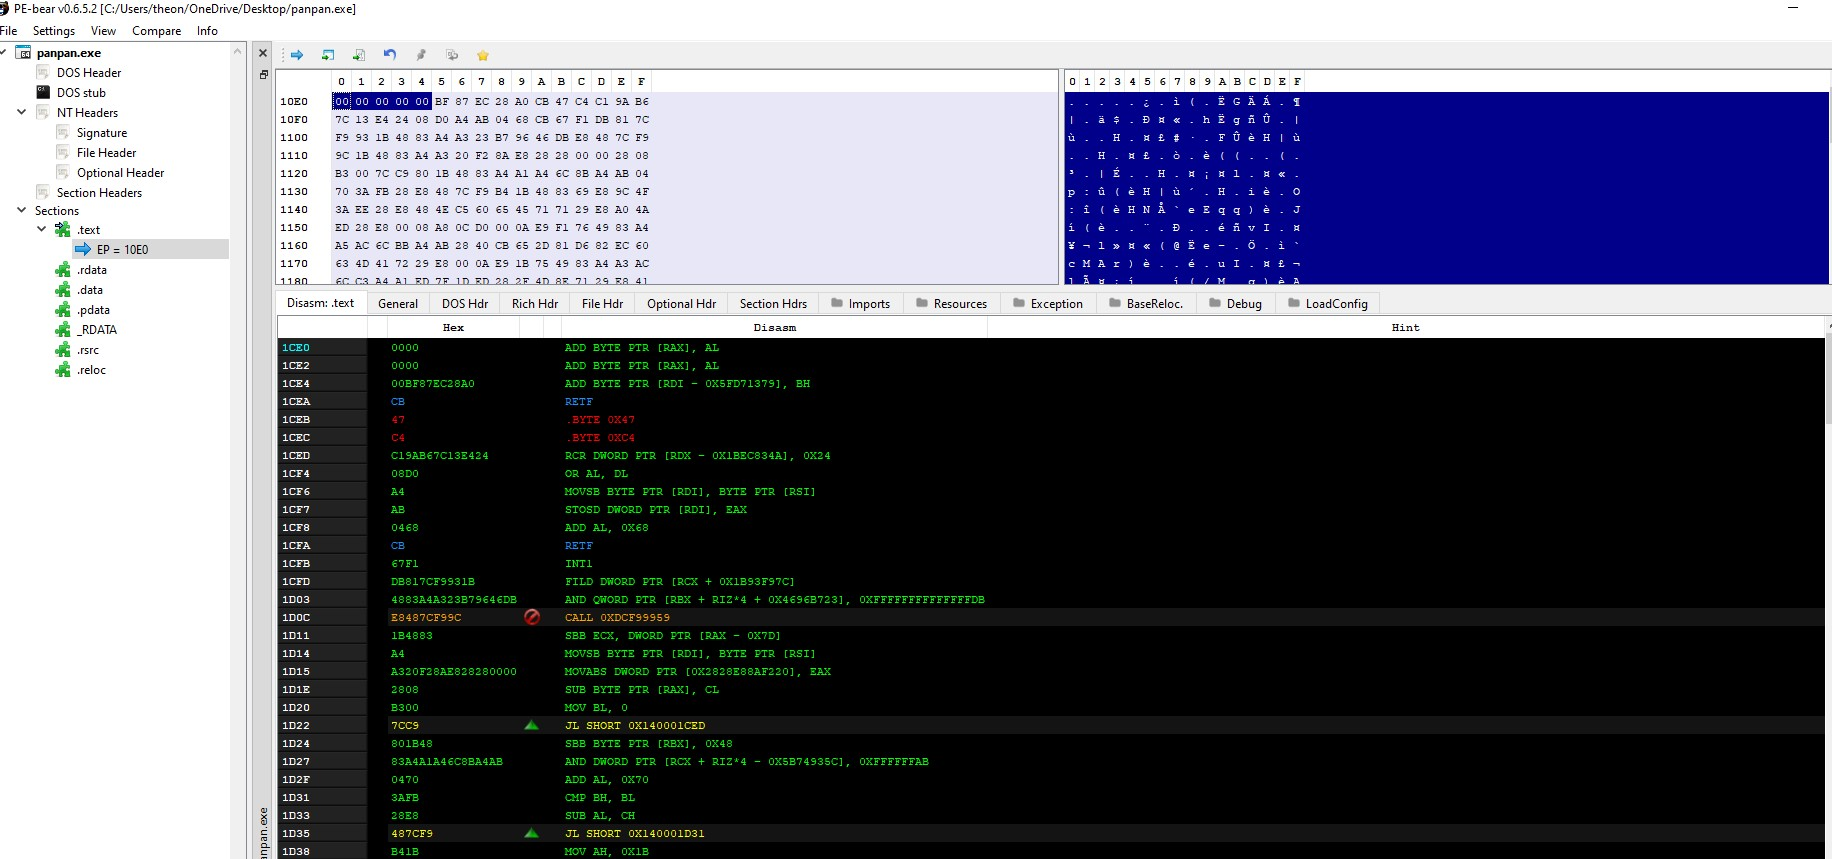 PE-bear v0.6.5.2 [C:/Users/theon/OneDrive/Desktop/panpan.exe]
File Settings View Compare Info
panpan.exe
DOS Header
DOS stub
NT Headers
Signature
File Header
Optional Header
Section Headers
Sections
.text
EP = 10E0
.rdata
.data
.pdata
_RDATA
.rsrc
.reloc
panpan.exe
0 1 2 3 4 5 6 7 8 9 A B C D E F
10E0 00 00 00 00 00 BF 87 EC 28 A0 CB 47 C4 C1 9A B6
10F0 7C 13 E4 24 08 D0 A4 AB 04 68 CB 67 F1 DB 81 7C
1100 F9 93 1B 48 83 A4 A3 23 B7 96 46 DB E8 48 7C F9
1110 9C 1B 48 83 A4 A3 20 F2 8A E8 28 28 00 00 28 08
1120 B3 00 7C C9 80 1B 48 83 A4 A1 A4 6C 8B A4 AB 04
1130 70 3A FB 28 E8 48 7C F9 B4 1B 48 83 69 E8 9C 4F
1140 3A EE 28 E8 48 4E C5 60 65 45 71 71 29 E8 A0 4A
1150 ED 28 E8 00 08 A8 0C D0 00 0A E9 F1 76 49 83 A4
1160 A5 AC 6C BB A4 AB 28 40 CB 65 2D 81 D6 82 EC 60
1170 63 4D 41 72 29 E8 00 0A E9 1B 75 49 83 A4 A3 AC
1180 6C C3 A4 A1 ED 7F 1D ED 28 2F 4D 8E 71 29 E8 41
0 1 2 3 4 5 6 7 8 9 A B C D E F
. . . . . ¿ . ì ( . Ë G Ä Á . ¶
| . ä $ . Ð ¤ « . h Ë g ñ Û . |
ù . . H . ¤ £ # · . F Û è H | ù
. . H . ¤ £ . ò . è ( ( . . ( .
³ . | É . . H . ¤ ¡ ¤ l . ¤ « .
p : û ( è H | ù ´ . H . i è . O
: î ( è H N Å ` e E q q ) è . J
í ( è . . ¨ . Ð . . é ñ v I . ¤
¥ ¬ l » ¤ « ( @ Ë e - . Ö . ì `
c M A r ) è . . é . u I . ¤ £ ¬
l Ã ¤ ¡ í . . í ( / M . q ) è A
Disasm: .text General DOS Hdr Rich Hdr File Hdr Optional Hdr Section Hdrs Imports Resources Exception BaseReloc. Debug LoadConfig
Hex Disasm Hint
1CE0 0000 ADD BYTE PTR [RAX], AL
1CE2 0000 ADD BYTE PTR [RAX], AL
1CE4 00BF87EC28A0 ADD BYTE PTR [RDI - 0X5FD71379], BH
1CEA CB RETF
1CEB 47 .BYTE 0X47
1CEC C4 .BYTE 0XC4
1CED C19AB67C13E424 RCR DWORD PTR [RDX - 0X1BEC834A], 0X24
1CF4 08D0 OR AL, DL
1CF6 A4 MOVSB BYTE PTR [RDI], BYTE PTR [RSI]
1CF7 AB STOSD DWORD PTR [RDI], EAX
1CF8 0468 ADD AL, 0X68
1CFA CB RETF
1CFB 67F1 INT1
1CFD DB817CF9931B FILD DWORD PTR [RCX + 0X1B93F97C]
1D03 4883A4A323B79646DB AND QWORD PTR [RBX + RIZ*4 + 0X4696B723], 0XFFFFFFFFFFFFFFDB
1D0C E8487CF99C CALL 0XDCF99959
1D11 1B4883 SBB ECX, DWORD PTR [RAX - 0X7D]
1D14 A4 MOVSB BYTE PTR [RDI], BYTE PTR [RSI]
1D15 A320F28AE828280000 MOVABS DWORD PTR [0X2828E88AF220], EAX
1D1E 2808 SUB BYTE PTR [RAX], CL
1D20 B300 MOV BL, 0
1D22 7CC9 JL SHORT 0X140001CED
1D24 801B48 SBB BYTE PTR [RBX], 0X48
1D27 83A4A1A46C8BA4AB AND DWORD PTR [RCX + RIZ*4 - 0X5B74935C], 0XFFFFFFAB
1D2F 0470 ADD AL, 0X70
1D31 3AFB CMP BH, BL
1D33 28E8 SUB AL, CH
1D35 487CF9 JL SHORT 0X140001D31
1D38 B41B MOV AH, 0X1B